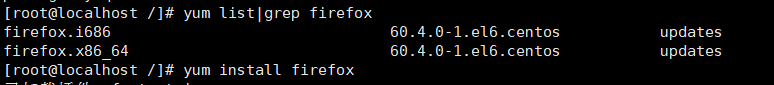 [root@localhost /]# yum list|grep firefox
firefox.i686 60.4.0-1.el6.centos updates
firefox.x86_64 60.4.0-1.el6.centos updates
[root@localhost /]# yum install firefox